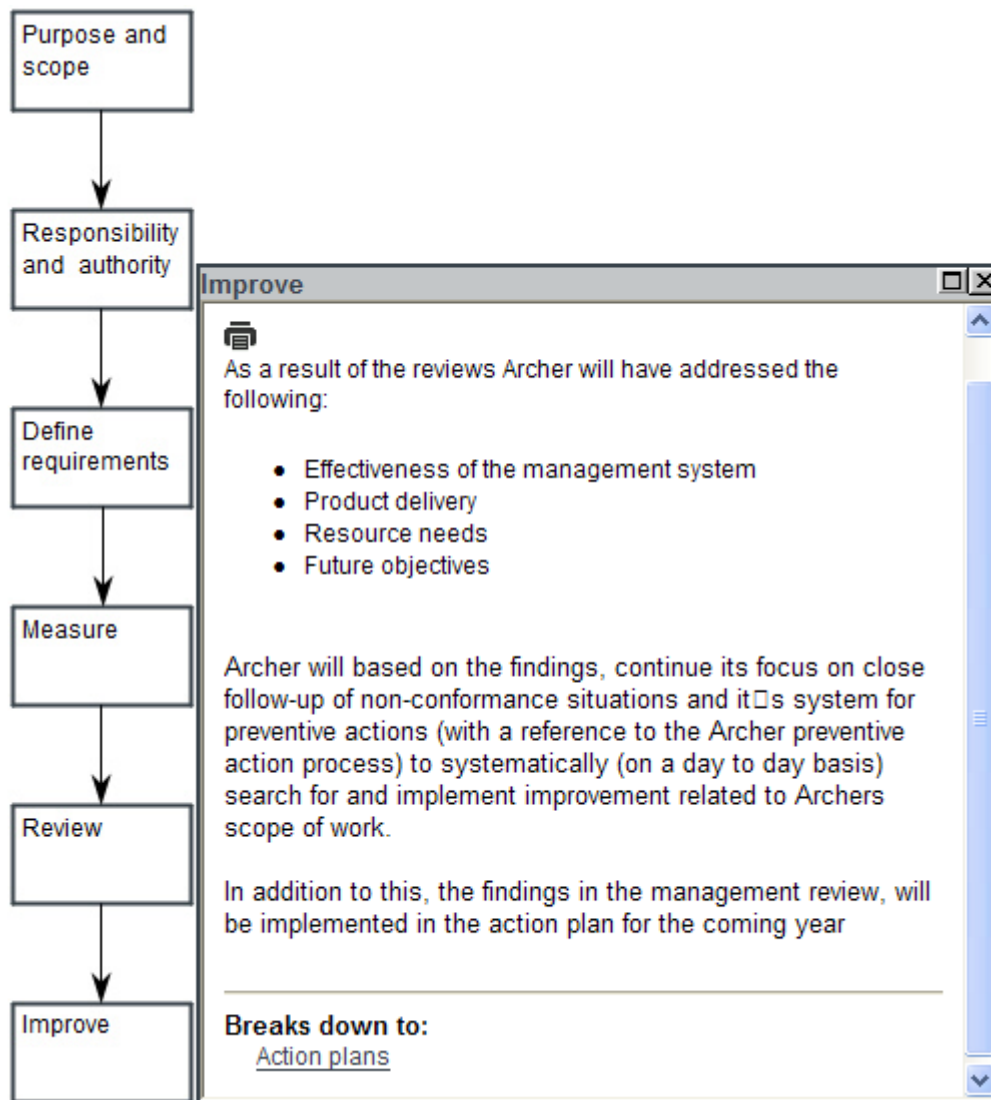 Purpose and
scope
Responsibility
and authority
Define
requirements
Measure
Review
Improve
Improve
As a result of the reviews Archer will have addressed the
following:
● Effectiveness of the management system
● Product delivery
● Resource needs
● Future objectives
Archer will based on the findings, continue its focus on close
follow-up of non-conformance situations and it□s system for
preventive actions (with a reference to the Archer preventive
action process) to systematically (on a day to day basis)
search for and implement improvement related to Archers
scope of work.
In addition to this, the findings in the management review, will
be implemented in the action plan for the coming year
Breaks down to:
Action plans